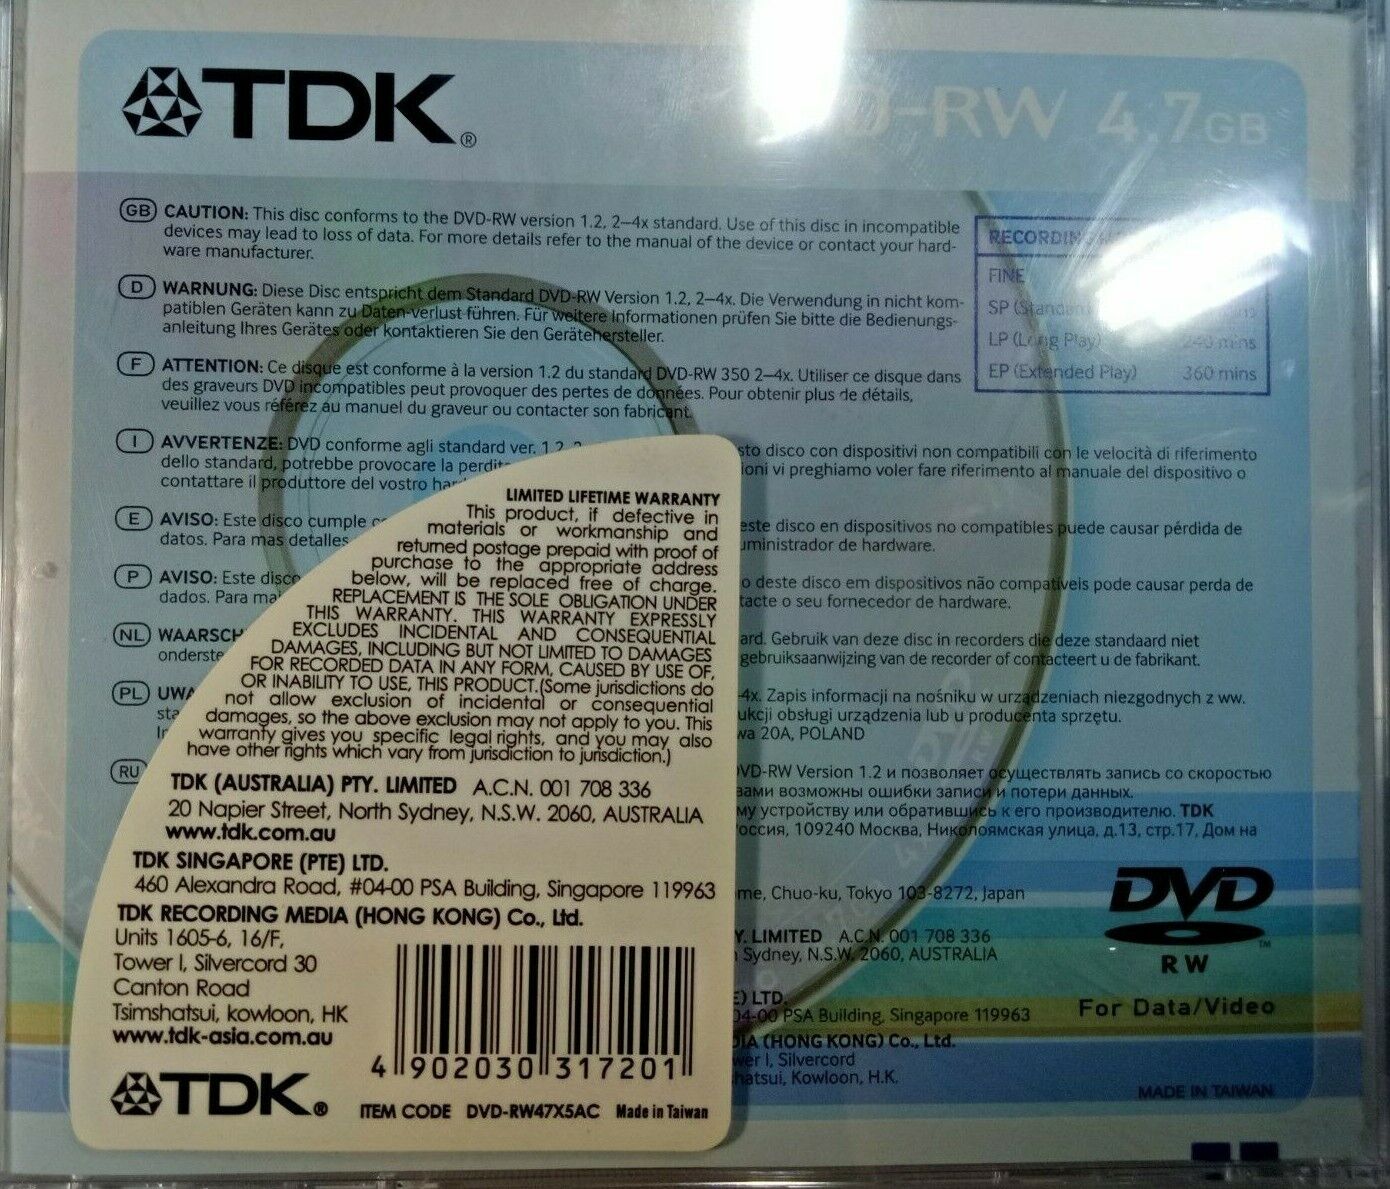 TDK®
-RW 4.7GB
GB CAUTION: This disc conforms to the DVD-RW version 1.2, 2–4x standard. Use of this disc in incompatible
devices may lead to loss of data. For more details refer to the manual of the device or contact your hard-
ware manufacturer.
RECORDING
FINE
SP (Standard
LP (Long Play) 240 mins
EP (Extended Play) 360 mins
D WARNUNG: Diese Disc entspricht dem Standard DVD-RW Version 1.2, 2–4x. Die Verwendung in nicht kom-
patiblen Geräten kann zu Daten-verlust führen. Für weitere Informationen prüfen Sie bitte die Bedienungs-
anleitung Ihres Gerätes oder kontaktieren Sie den Gerätehersteller.
F ATTENTION: Ce disque est conforme à la version 1.2 du standard DVD-RW 350 2–4x. Utiliser ce disque dans
des graveurs DVD incompatibles peut provoquer des pertes de données. Pour obtenir plus de détails,
veuillez vous référez au manuel du graveur ou contacter son fabricant.
I AVVERTENZE: DVD conforme agli standard ver. 1.2 sto disco con dispositivi non compatibili con le velocità di riferimento
dello standard, potrebbe provocare la perdit ioni vi preghiamo voler fare riferimento al manuale del dispositivo o
contattare il produttore del vostro
E AVISO: Este disco cumple este disco en dispositivos no compatibles puede causar pérdida de
datos. Para mas detalles uministrador de hardware.
P AVISO: Este disco o deste disco em dispositivos não compatíveis pode causar perda de
dados. Para tacte o seu fornecedor de hardware.
NL WAARSCH ard. Gebruik van deze disc in recorders die deze standaard niet
onderste gebruiksaanwijzing van de recorder of contacteert u de fabrikant.
PL UWA -4x. Zapis informacji na nośniku w urządzeniach niezgodnych z ww.
sta ukcji obsługi urządzenia lub u producenta sprzętu.
wa 20A, POLAND
RU DVD-RW Version 1.2 и позволяет осуществлять запись со скоростью
вами возможны ошибки записи и потери данных.
му устройству или обратившись к его производителю. TDK
оссия, 109240 Москва, Николоямская улица, д.13, стр.17, Дом на
me, Chuo-ku, Tokyo 103-8272, Japan
Y. LIMITED A.C.N. 001 708 336
Sydney, N.S.W. 2060, AUSTRALIA
E) LTD.
04-00 PSA Building, Singapore 119963
IA (HONG KONG) Co., Ltd.
wer I, Silvercord
hatsui, Kowloon, H.K.
DVD™
RW
For Data/Video
MADE IN TAIWAN
LIMITED LIFETIME WARRANTY
This product, if defective in
materials or workmanship and
returned postage prepaid with proof of
purchase to the appropriate address
below, will be replaced free of charge.
REPLACEMENT IS THE SOLE OBLIGATION UNDER
THIS WARRANTY. THIS WARRANTY EXPRESSLY
EXCLUDES INCIDENTAL AND CONSEQUENTIAL
DAMAGES, INCLUDING BUT NOT LIMITED TO DAMAGES
FOR RECORDED DATA IN ANY FORM, CAUSED BY USE OF,
OR INABILITY TO USE, THIS PRODUCT.(Some jurisdictions do
not allow exclusion of incidental or consequential
damages, so the above exclusion may not apply to you. This
warranty gives you specific legal rights, and you may also
have other rights which vary from jurisdiction to jurisdiction.)
TDK (AUSTRALIA) PTY. LIMITED A.C.N. 001 708 336
20 Napier Street, North Sydney, N.S.W. 2060, AUSTRALIA
www.tdk.com.au
TDK SINGAPORE (PTE) LTD.
460 Alexandra Road, #04-00 PSA Building, Singapore 119963
TDK RECORDING MEDIA (HONG KONG) Co., Ltd.
Units 1605-6, 16/F,
Tower I, Silvercord 30
Canton Road
Tsimshatsui, kowloon, HK
www.tdk-asia.com.au
4 902030 317201
TDK®
ITEM CODE DVD-RW47X5AC Made in Taiwan